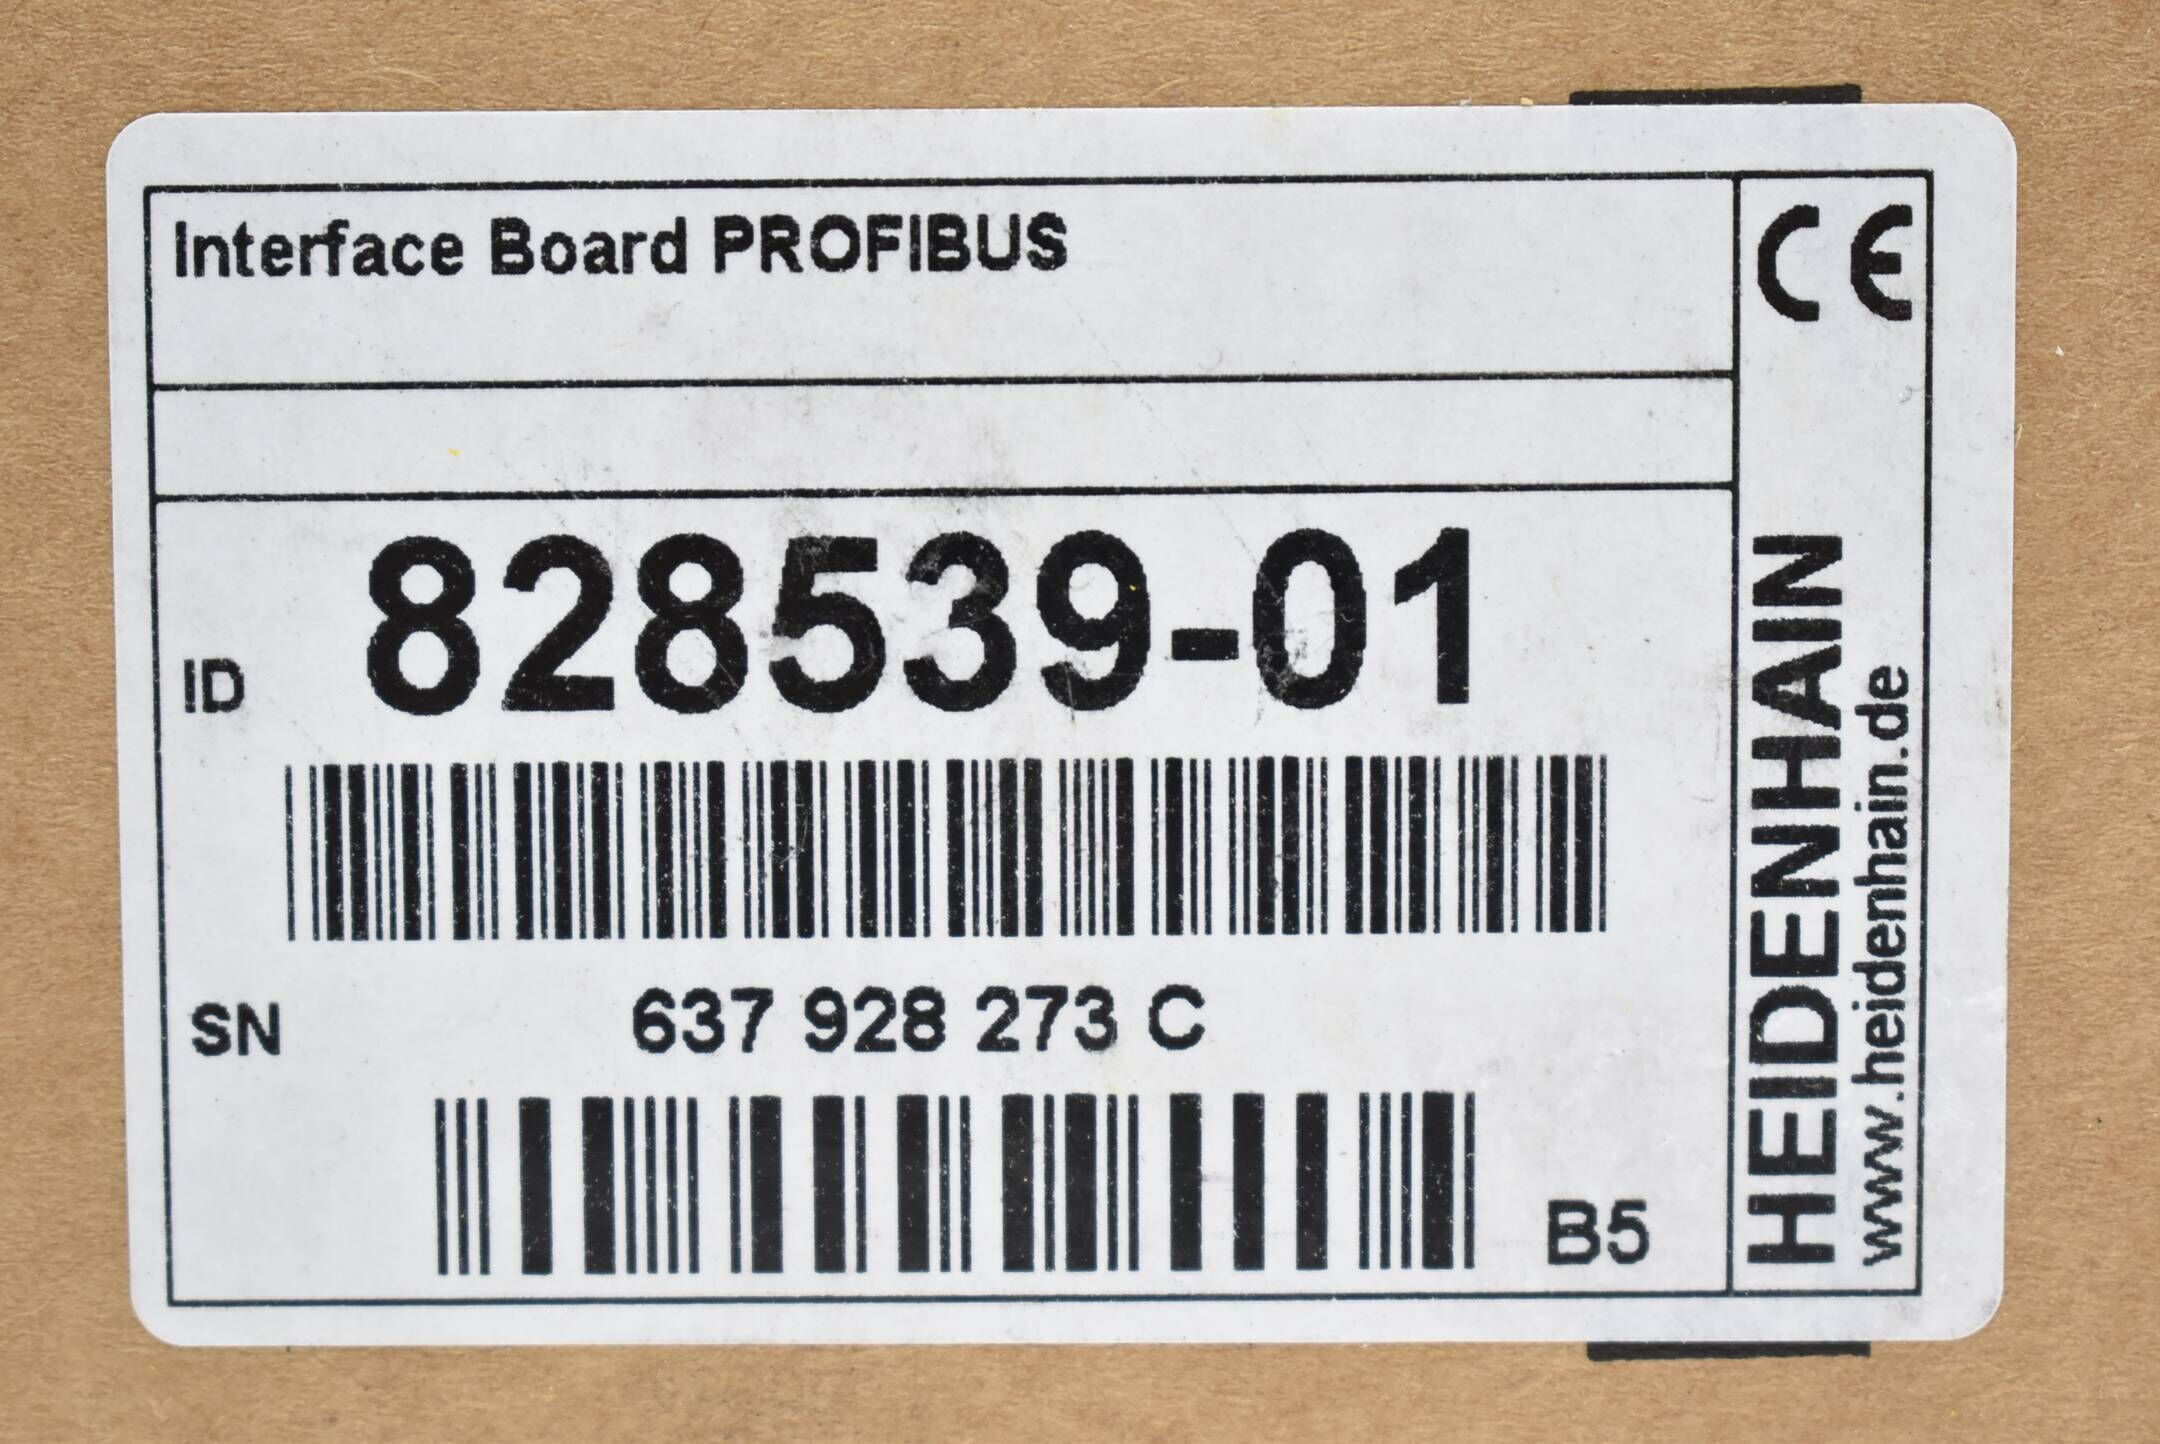 Interface Board PROFIBUS
CE
ID 828539-01
SN 637 928 273 C
B5
HEIDENHAIN
www.heidenhain.de